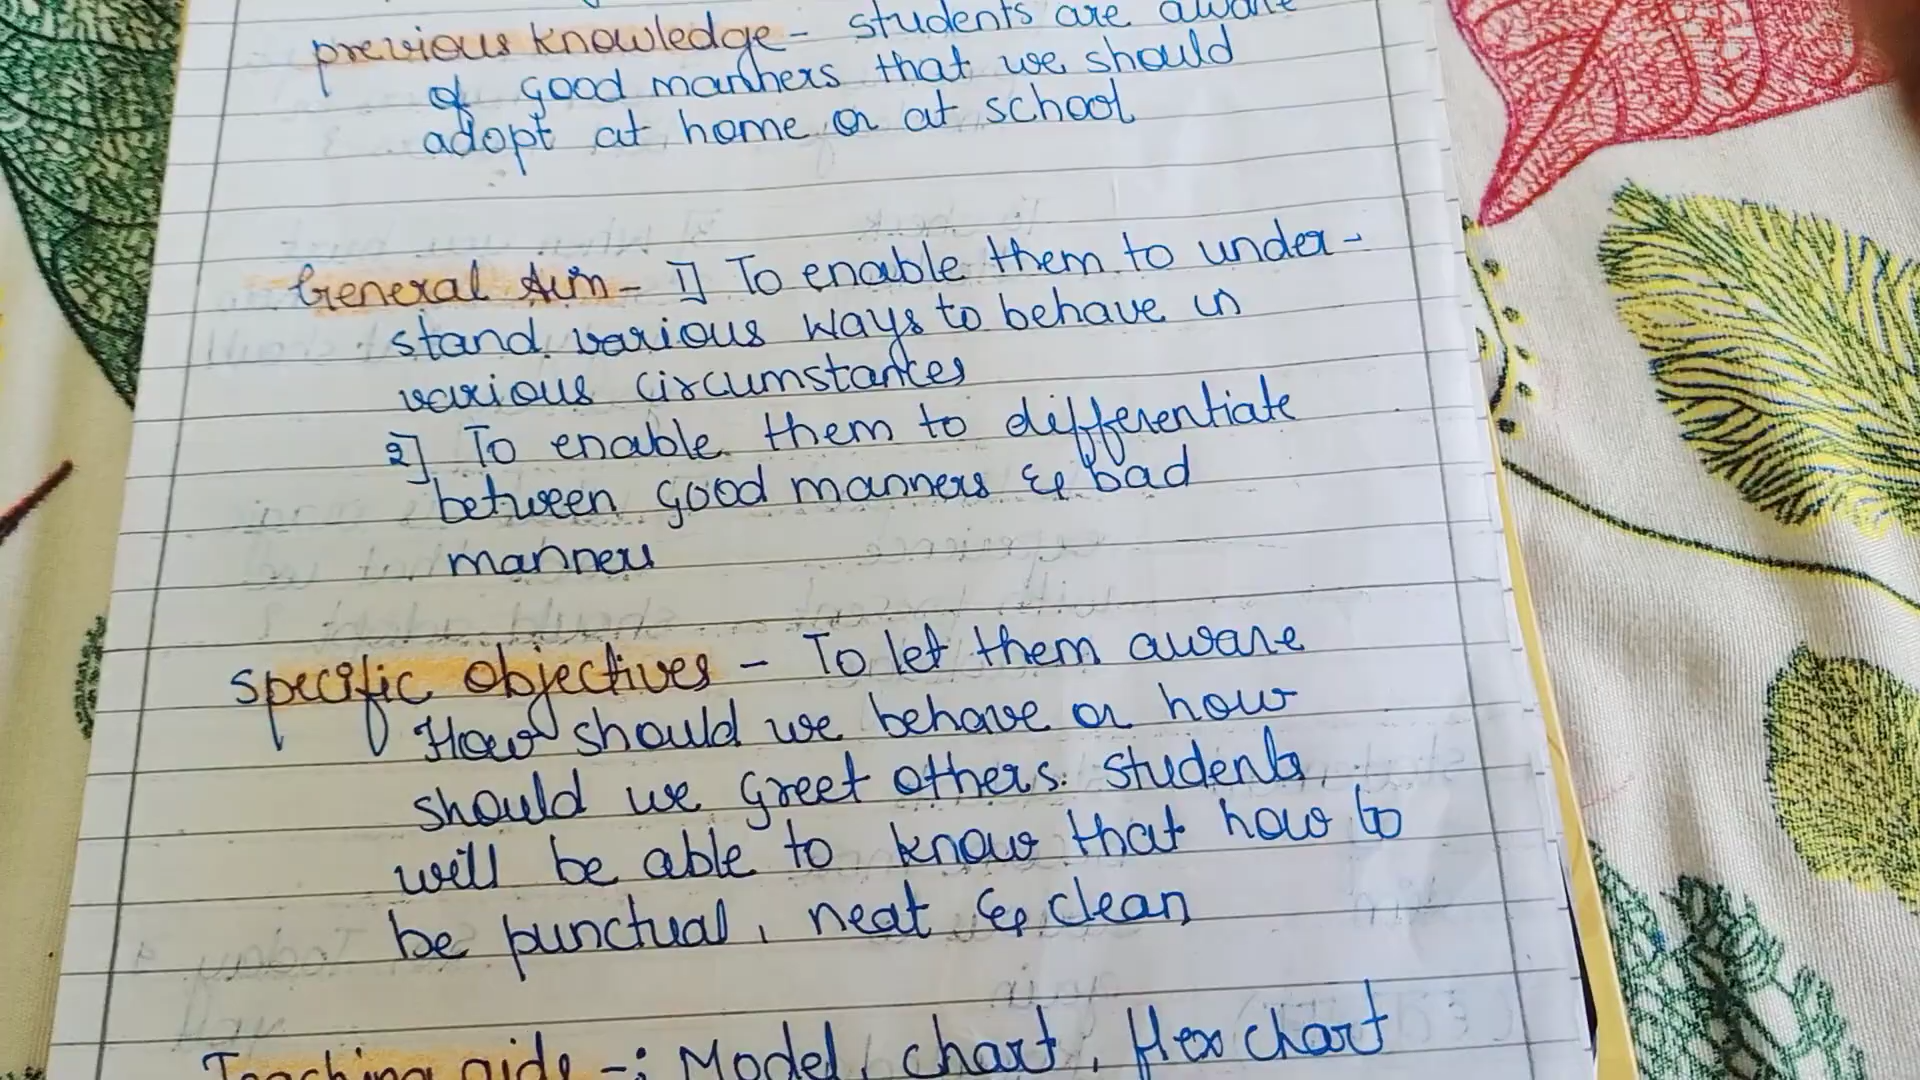 previous knowledge - students are aware
of good manners that we should
adopt at home or at school
General Aim - 1] To enable them to under-
stand various ways to behave in
various circumstances
2] To enable them to differentiate
between good manners & bad
manners
Specific objectives - To let them aware
How should we behave or how
should we greet others. students
will be able to know that how to
be punctual, neat & clean
Teaching aids -: Model, chart, flex chart